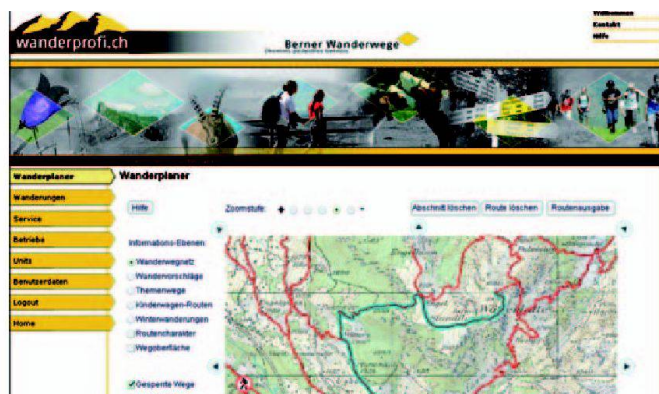 Willkommen
Kontakt
Hilfe
wanderprofi.ch
Berner Wanderwege
Wanderplaner
Wanderungen
Service
Betriebe
Units
Benutzerdaten
Logout
Home
Wanderplaner
Hilfe
Zoomstufe:
Abschnitt löschen
Route löschen
Routenausgabe
Informations-Ebenen:
Wanderwegnetz
Wandervorschläge
Themenwege
Kinderwagen-Routen
Winterwanderungen
Routencharakter
Wegoberfläche
Gesperrte Wege